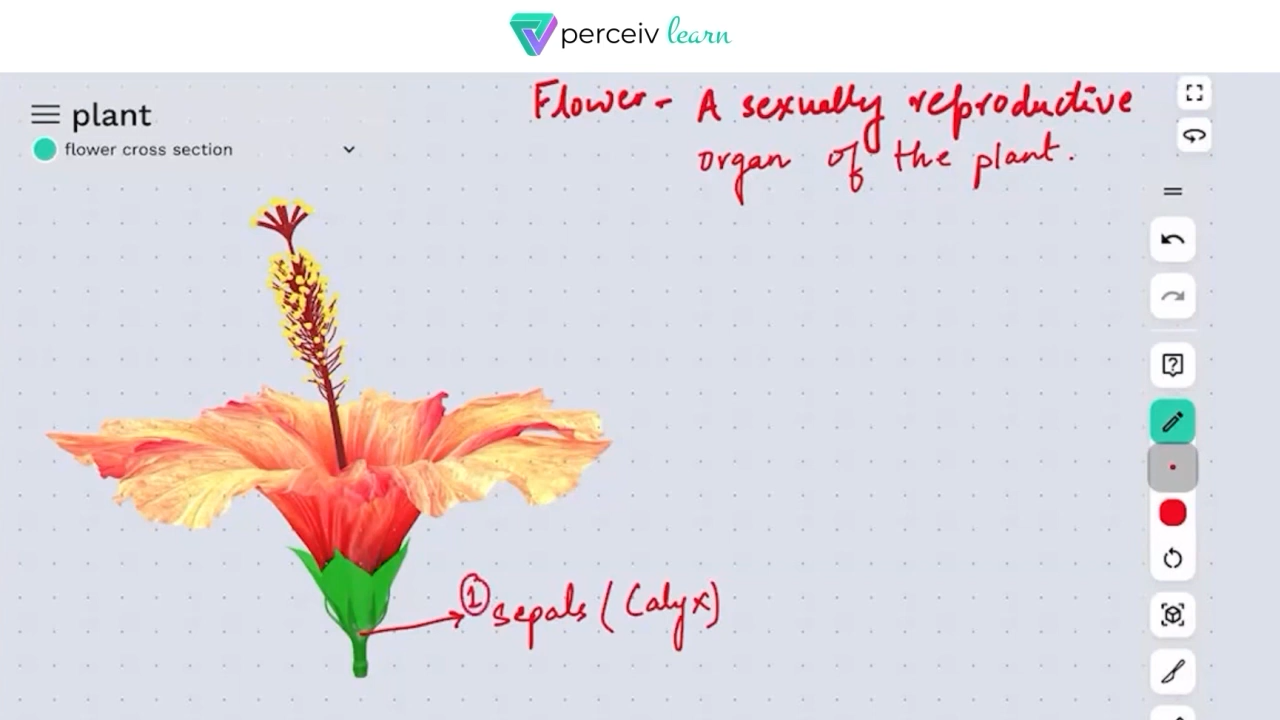 perceiv learn
plant
flower cross section
Flower - A sexually reproductive
organ of the plant.
① sepals (Calyx)